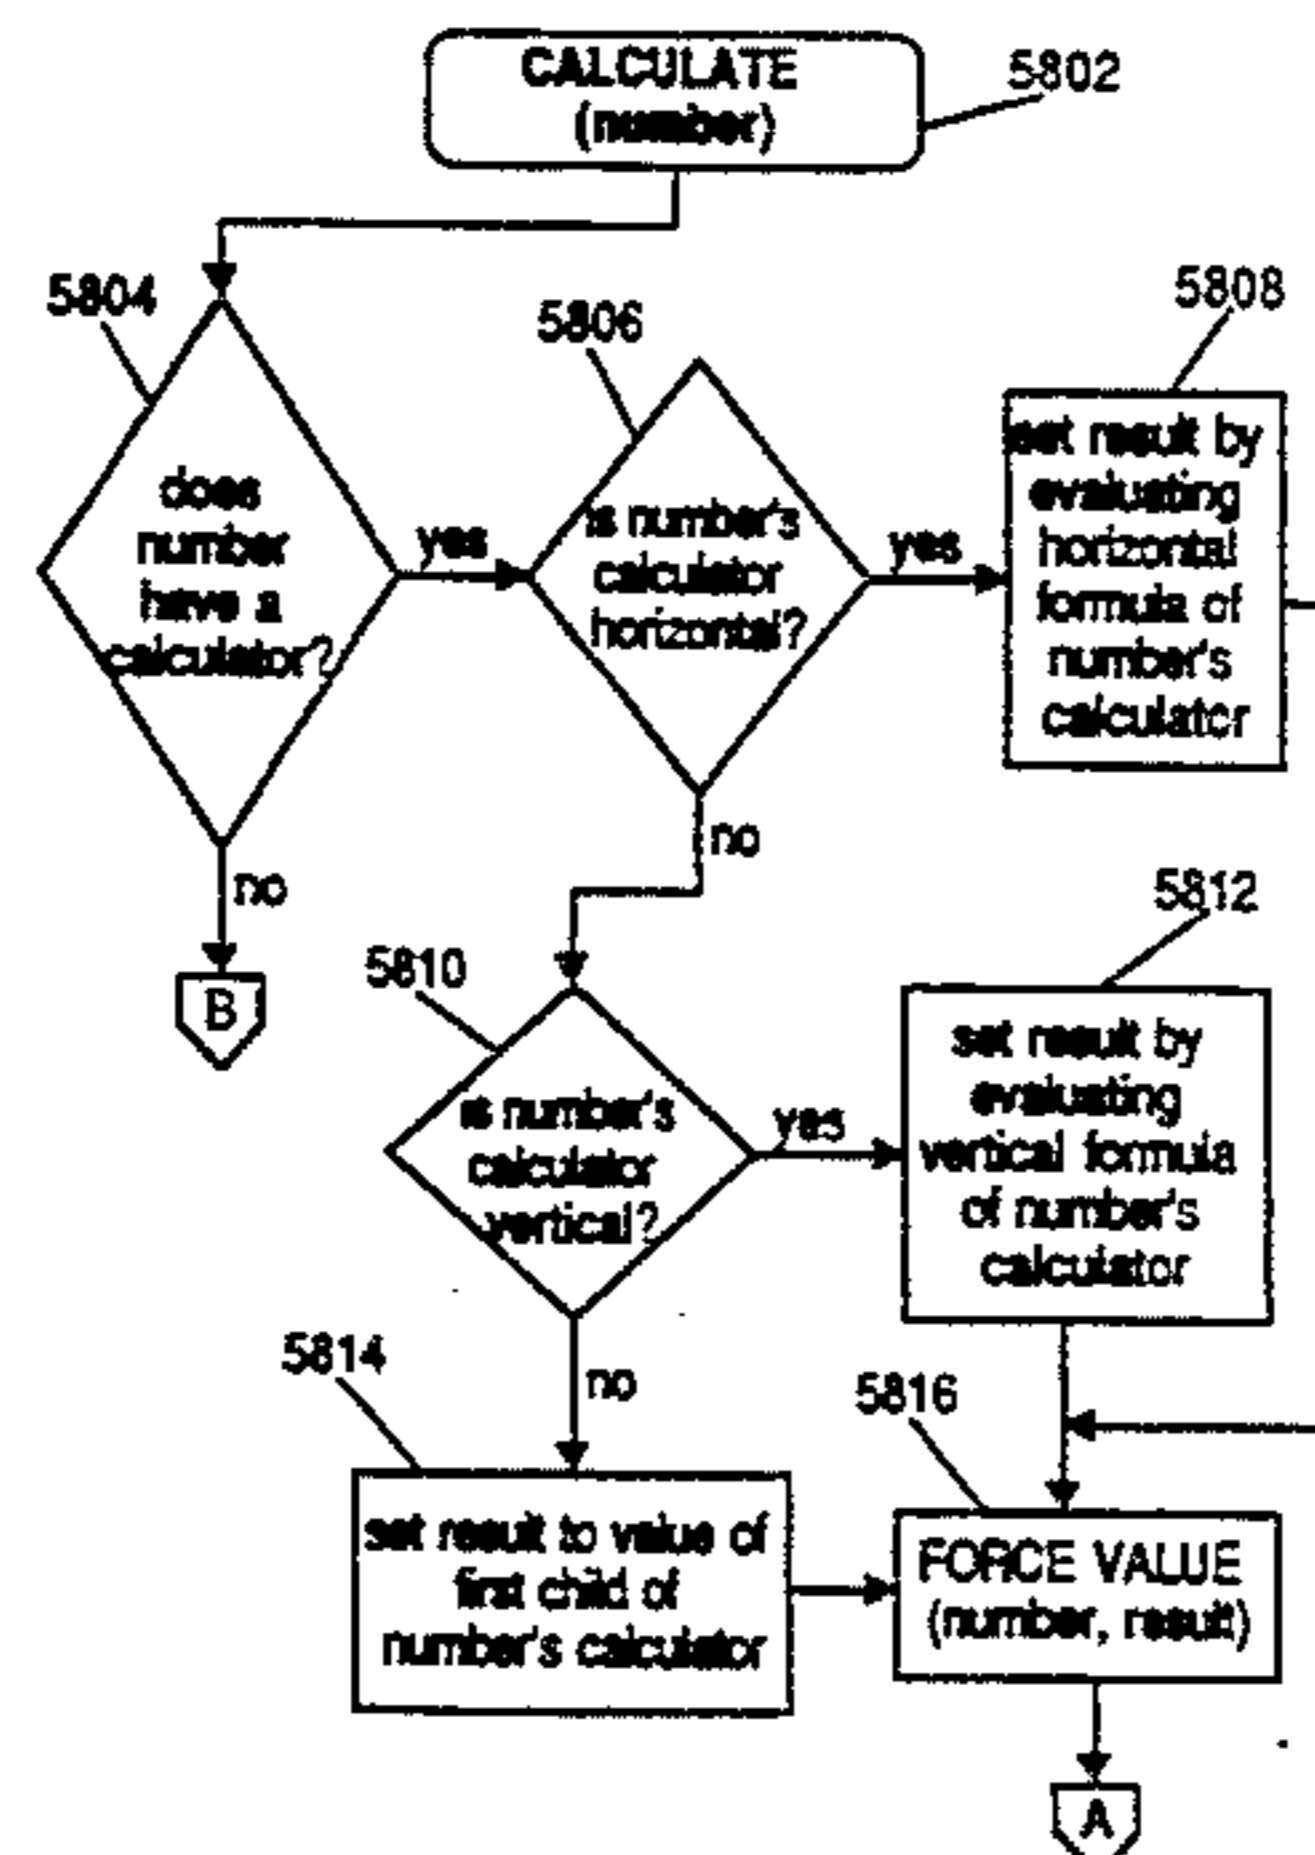 CALCULATE
(number)
5802
5804
does
number
have a
calculator?
yes
no
B
5806
is number's
calculator
horizontal?
yes
no
5808
set result by
evaluating
horizontal
formula of
number's
calculator
5810
is number's
calculator
vertical?
yes
no
5812
set result by
evaluating
vertical formula
of number's
calculator
5814
set result to value of
first child of
number's calculator
5816
FORCE VALUE
(number, result)
A